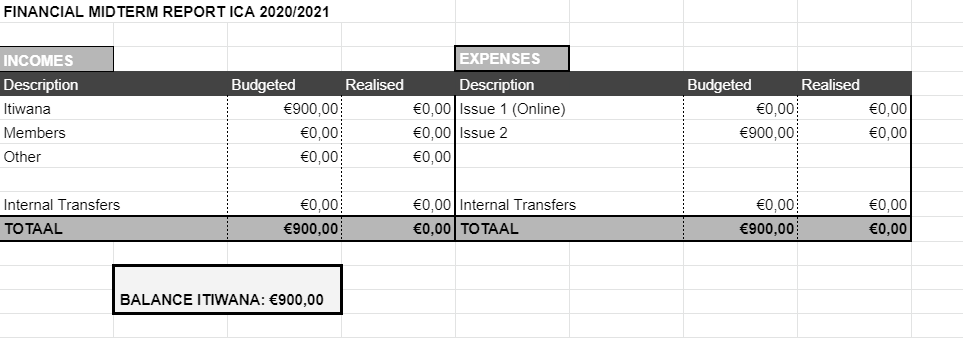 FINANCIAL MIDTERM REPORT ICA 2020/2021
INCOMES EXPENSES
Description Budgeted Realised Description Budgeted Realised
Itiwana €900,00 €0,00 Issue 1 (Online) €0,00 €0,00
Members €0,00 €0,00 Issue 2 €900,00 €0,00
Other €0,00 €0,00
Internal Transfers €0,00 €0,00 Internal Transfers €0,00 €0,00
TOTAAL €900,00 €0,00 TOTAAL €900,00 €0,00
BALANCE ITIWANA: €900,00